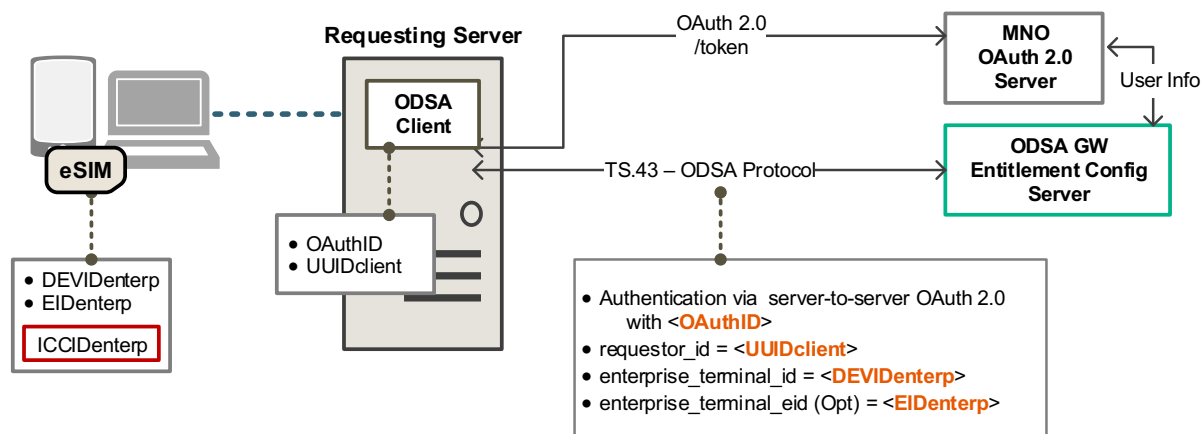 Requesting Server
ODSA
Client
eSIM
OAuth 2.0
/token
MNO
OAuth 2.0
Server
User Info
TS.43 – ODSA Protocol
ODSA GW
Entitlement Config
Server
• OAuthID
• UUIDclient
• DEVIDenterp
• EIDenterp
ICCIDenterp
• Authentication via server-to-server OAuth 2.0
with <OAuthID>
• requestor_id = <UUIDclient>
• enterprise_terminal_id = <DEVIDenterp>
• enterprise_terminal_eid (Opt) = <EIDenterp>